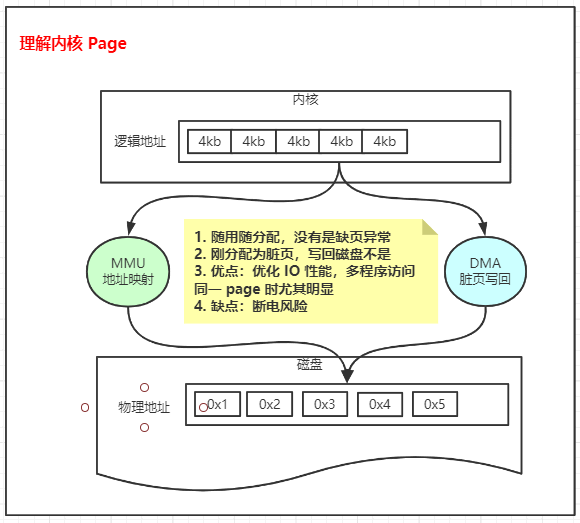 理解内核 Page
内核
逻辑地址
4kb 4kb 4kb 4kb 4kb
MMU
地址映射
1. 随用随分配，没有是缺页异常
2. 刚分配为脏页，写回磁盘不是
3. 优点：优化 IO 性能，多程序访问
同一 page 时尤其明显
4. 缺点：断电风险
DMA
脏页写回
磁盘
物理地址
0x1 0x2 0x3 0x4 0x5